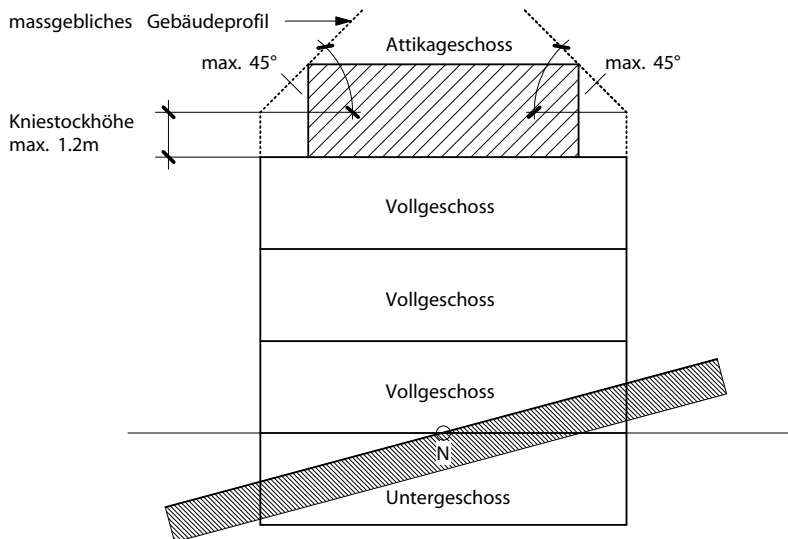 massgebliches Gebäudeprofil
Attikageschoss
max. 45°
max. 45°
Kniestockhöhe
max. 1.2m
Vollgeschoss
Vollgeschoss
Vollgeschoss
N
Untergeschoss